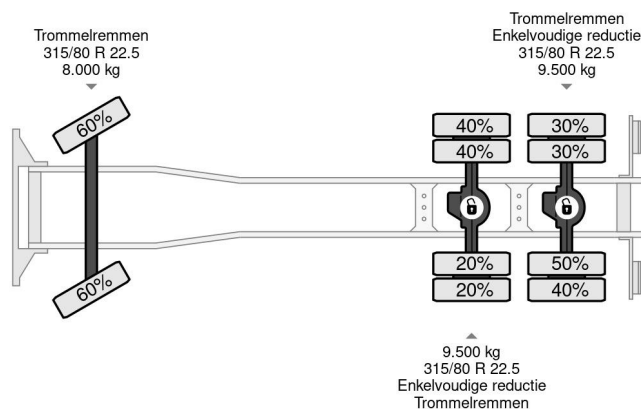 Trommelremmen
315/80 R 22.5
8.000 kg
Trommelremmen
Enkelvoudige reductie
315/80 R 22.5
9.500 kg
60%
40%
30%
40%
30%
20%
50%
60%
20%
40%
9.500 kg
315/80 R 22.5
Enkelvoudige reductie
Trommelremmen